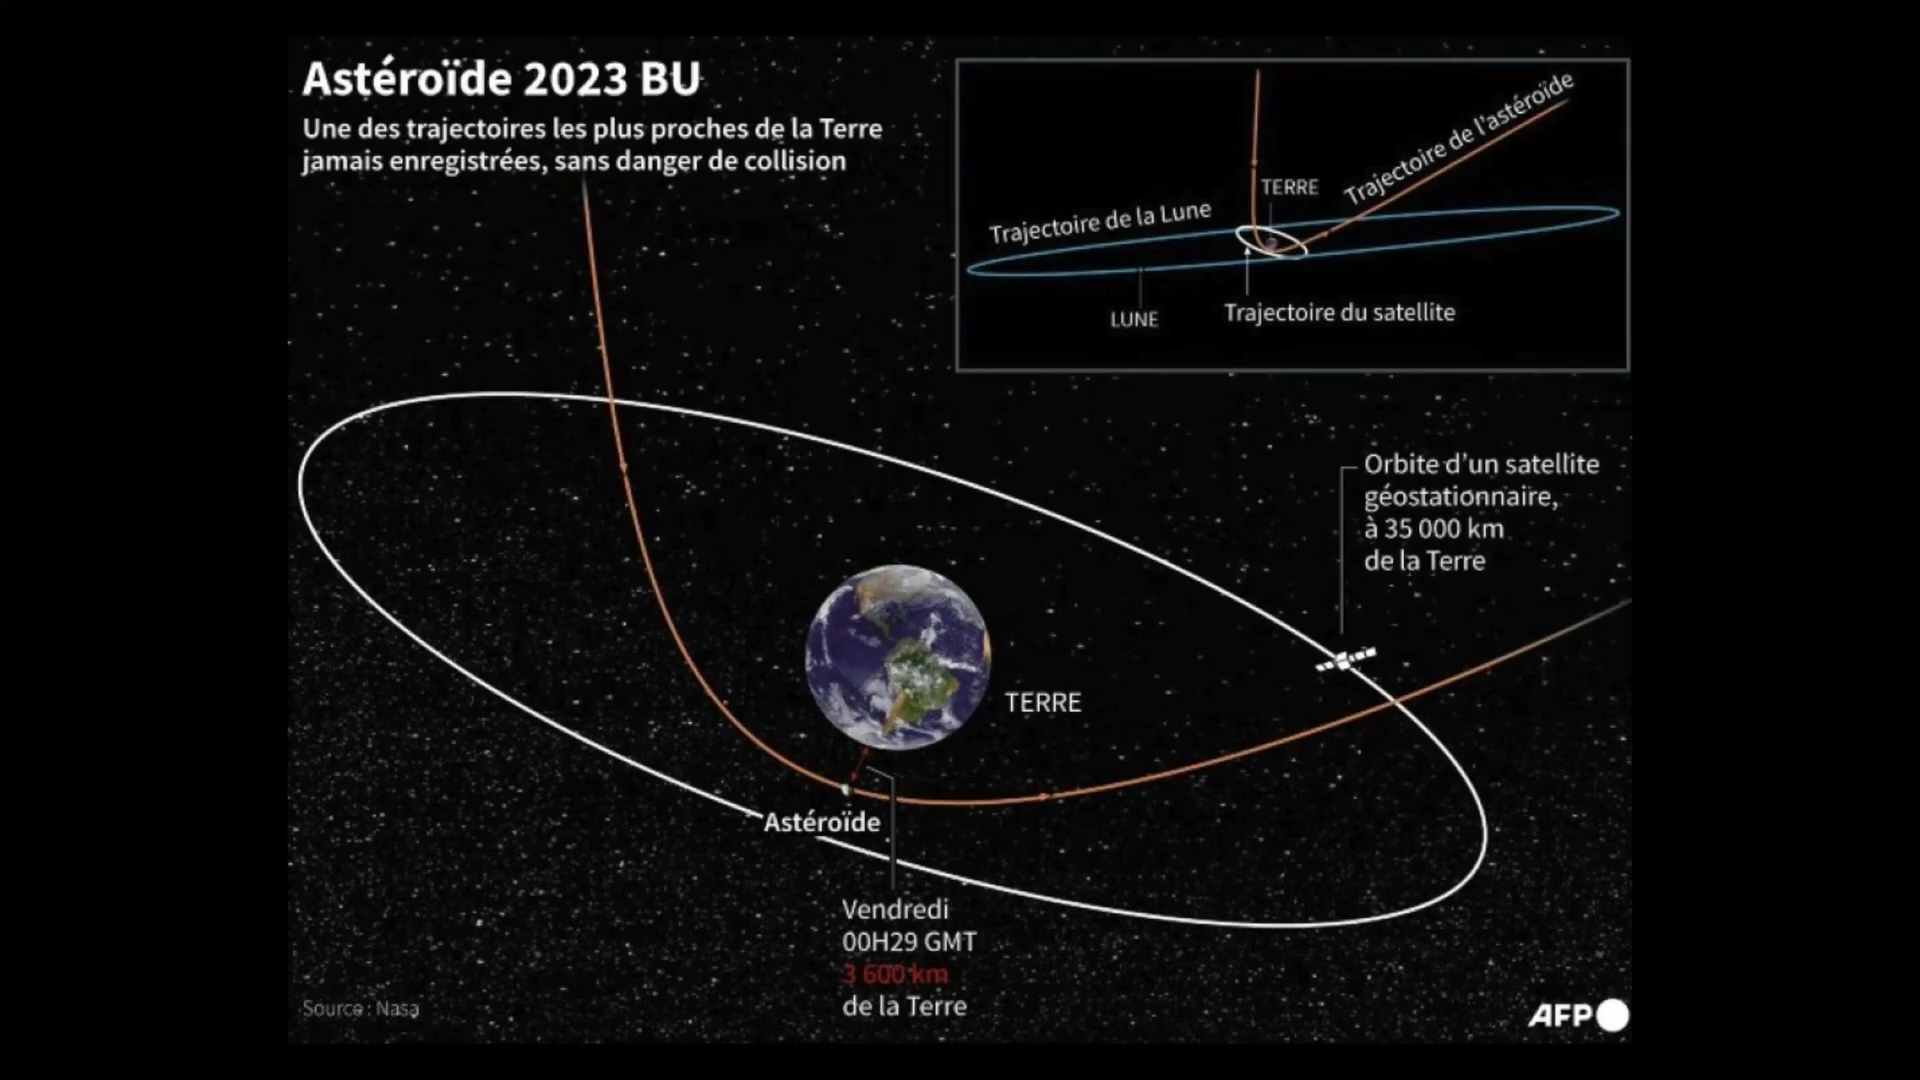 Astéroïde 2023 BU
Une des trajectoires les plus proches de la Terre
jamais enregistrées, sans danger de collision
Trajectoire de l'astéroïde
TERRE
Trajectoire de la Lune
LUNE
Trajectoire du satellite
Orbite d'un satellite
géostationnaire,
à 35 000 km
de la Terre
TERRE
Astéroïde
Vendredi
00H29 GMT
3 600 km
de la Terre
Source : Nasa
AFP